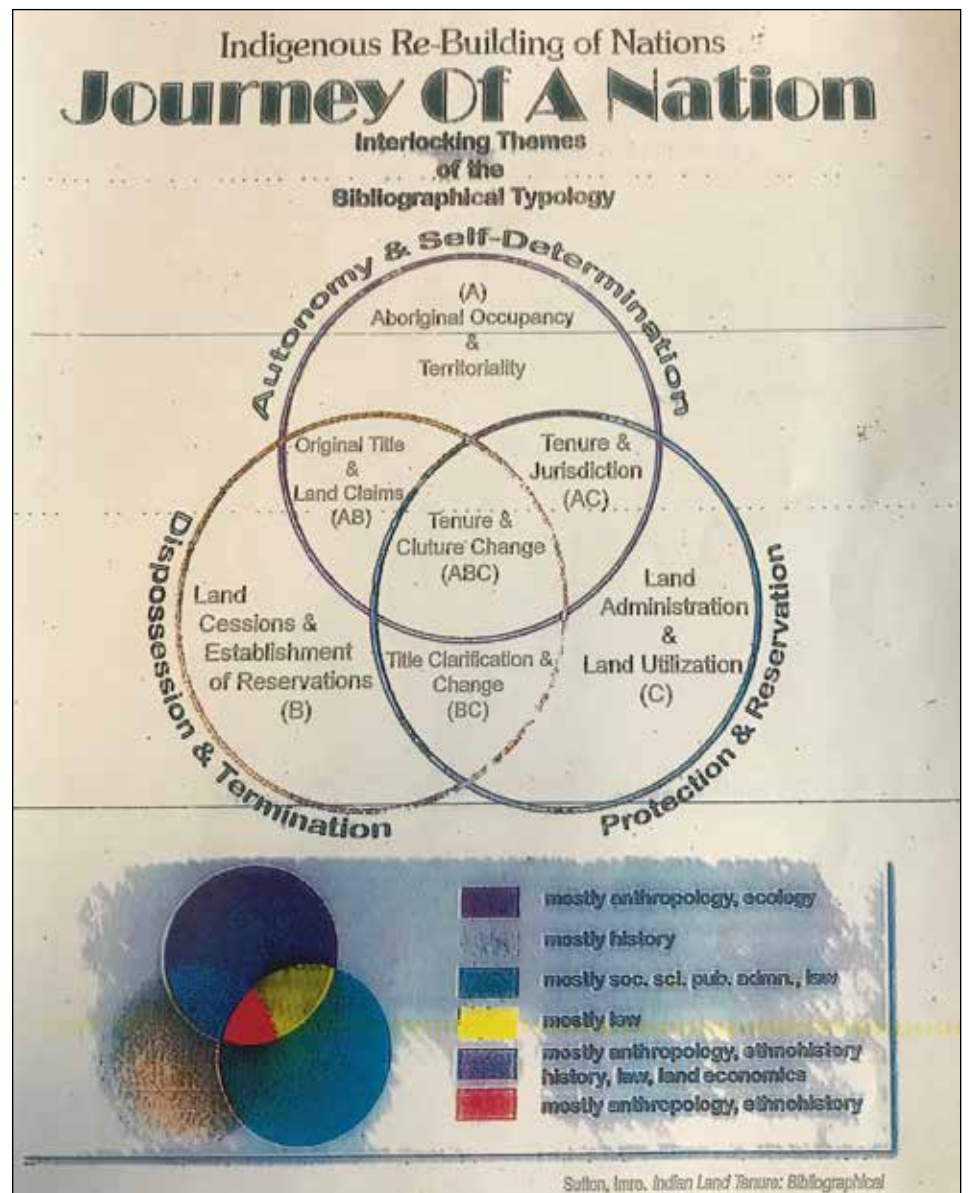 Indigenous Re-Building of Nations
Journey Of A Nation
Interlocking Themes
of the
Bibliographical Typology
Autonomy & Self-Determination
(A)
Aboriginal Occupancy
&
Territoriality
Original Title
&
Land Claims
(AB)
Tenure &
Jurisdiction
(AC)
Tenure &
Cluture Change
(ABC)
Dispossession & Termination
Land
Cessions &
Establishment
of Reservations
(B)
Title Clarification &
Change
(BC)
Land
Administration
&
Land Utilization
(C)
Protection & Reservation
mostly anthropology, ecology
mostly history
mostly soc. sci. pub. admn., law
mostly law
mostly anthropology, ethnohistory
history, law, land economics
mostly anthropology, ethnohistory
Sutton, Imre. Indian Land Tenure: Bibliographical